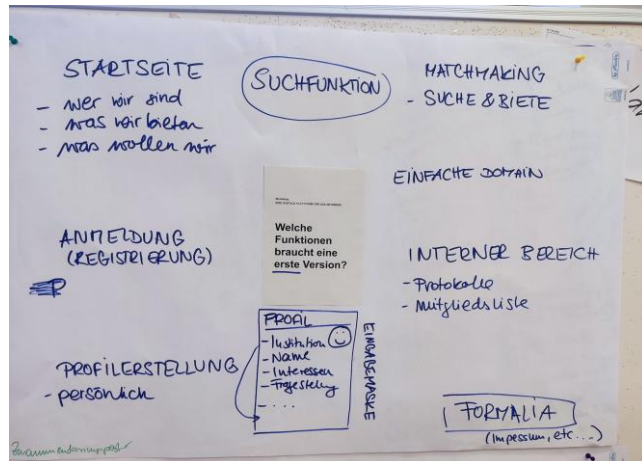 STARTSEITE
- wer wir sind
- was wir bieten
- was wollen wir
SUCHFUNKTION
MATCHMAKING
- SUCHE & BIETE
EINFACHE DOMAIN
Welche
Funktionen
braucht eine
erste Version?
ANMELDUNG
(REGISTRIERUNG)
INTERNER BEREICH
- Protokolle
- Mitgliedsliste
PROFILERSTELLUNG
- persönlich
PROFIL
- Institution
- Name
- Interessen
- Fragestellung
- ...
EINGABEMASKE
FORMALIA
(Impressum, etc...)